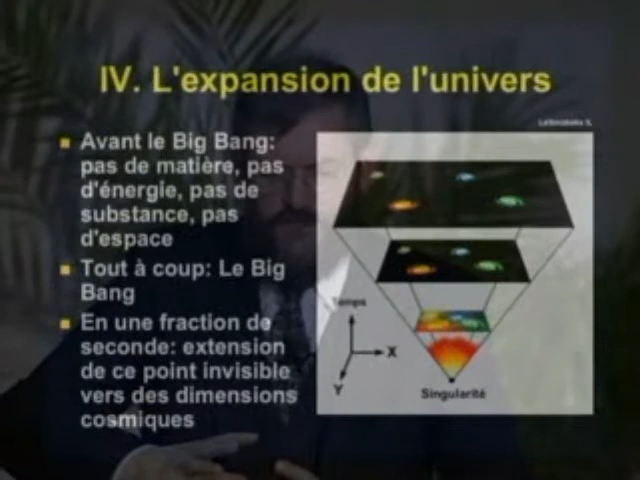 IV. L'expansion de l'univers
Avant le Big Bang:
pas de matière, pas
d'énergie, pas de
substance, pas
d'espace
Tout à coup: Le Big
Bang
En une fraction de
seconde: extension
de ce point invisible
vers des dimensions
cosmiques
Temps
X
Y
Singularité